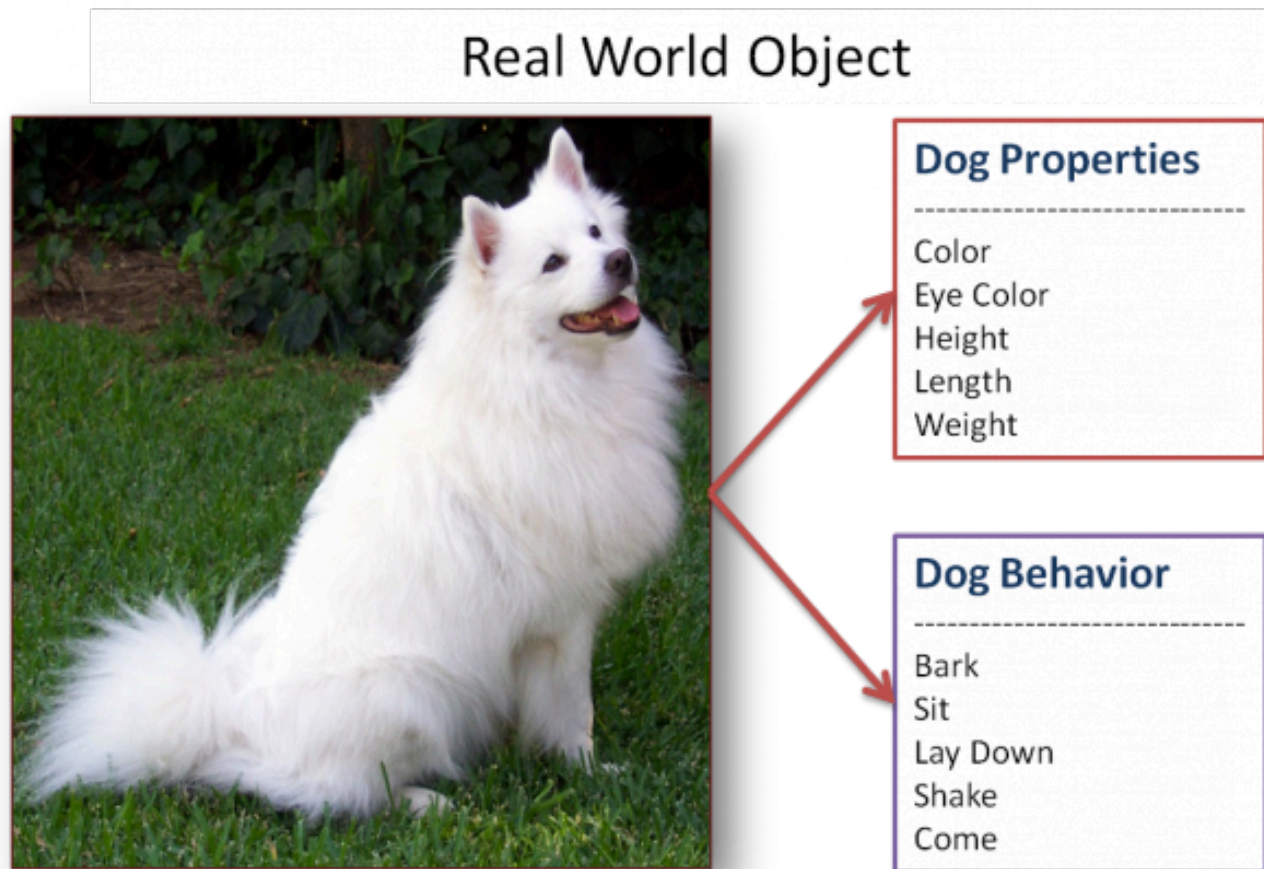 Real World Object
Dog Properties
------------------------------
Color
Eye Color
Height
Length
Weight
Dog Behavior
------------------------------
Bark
Sit
Lay Down
Shake
Come